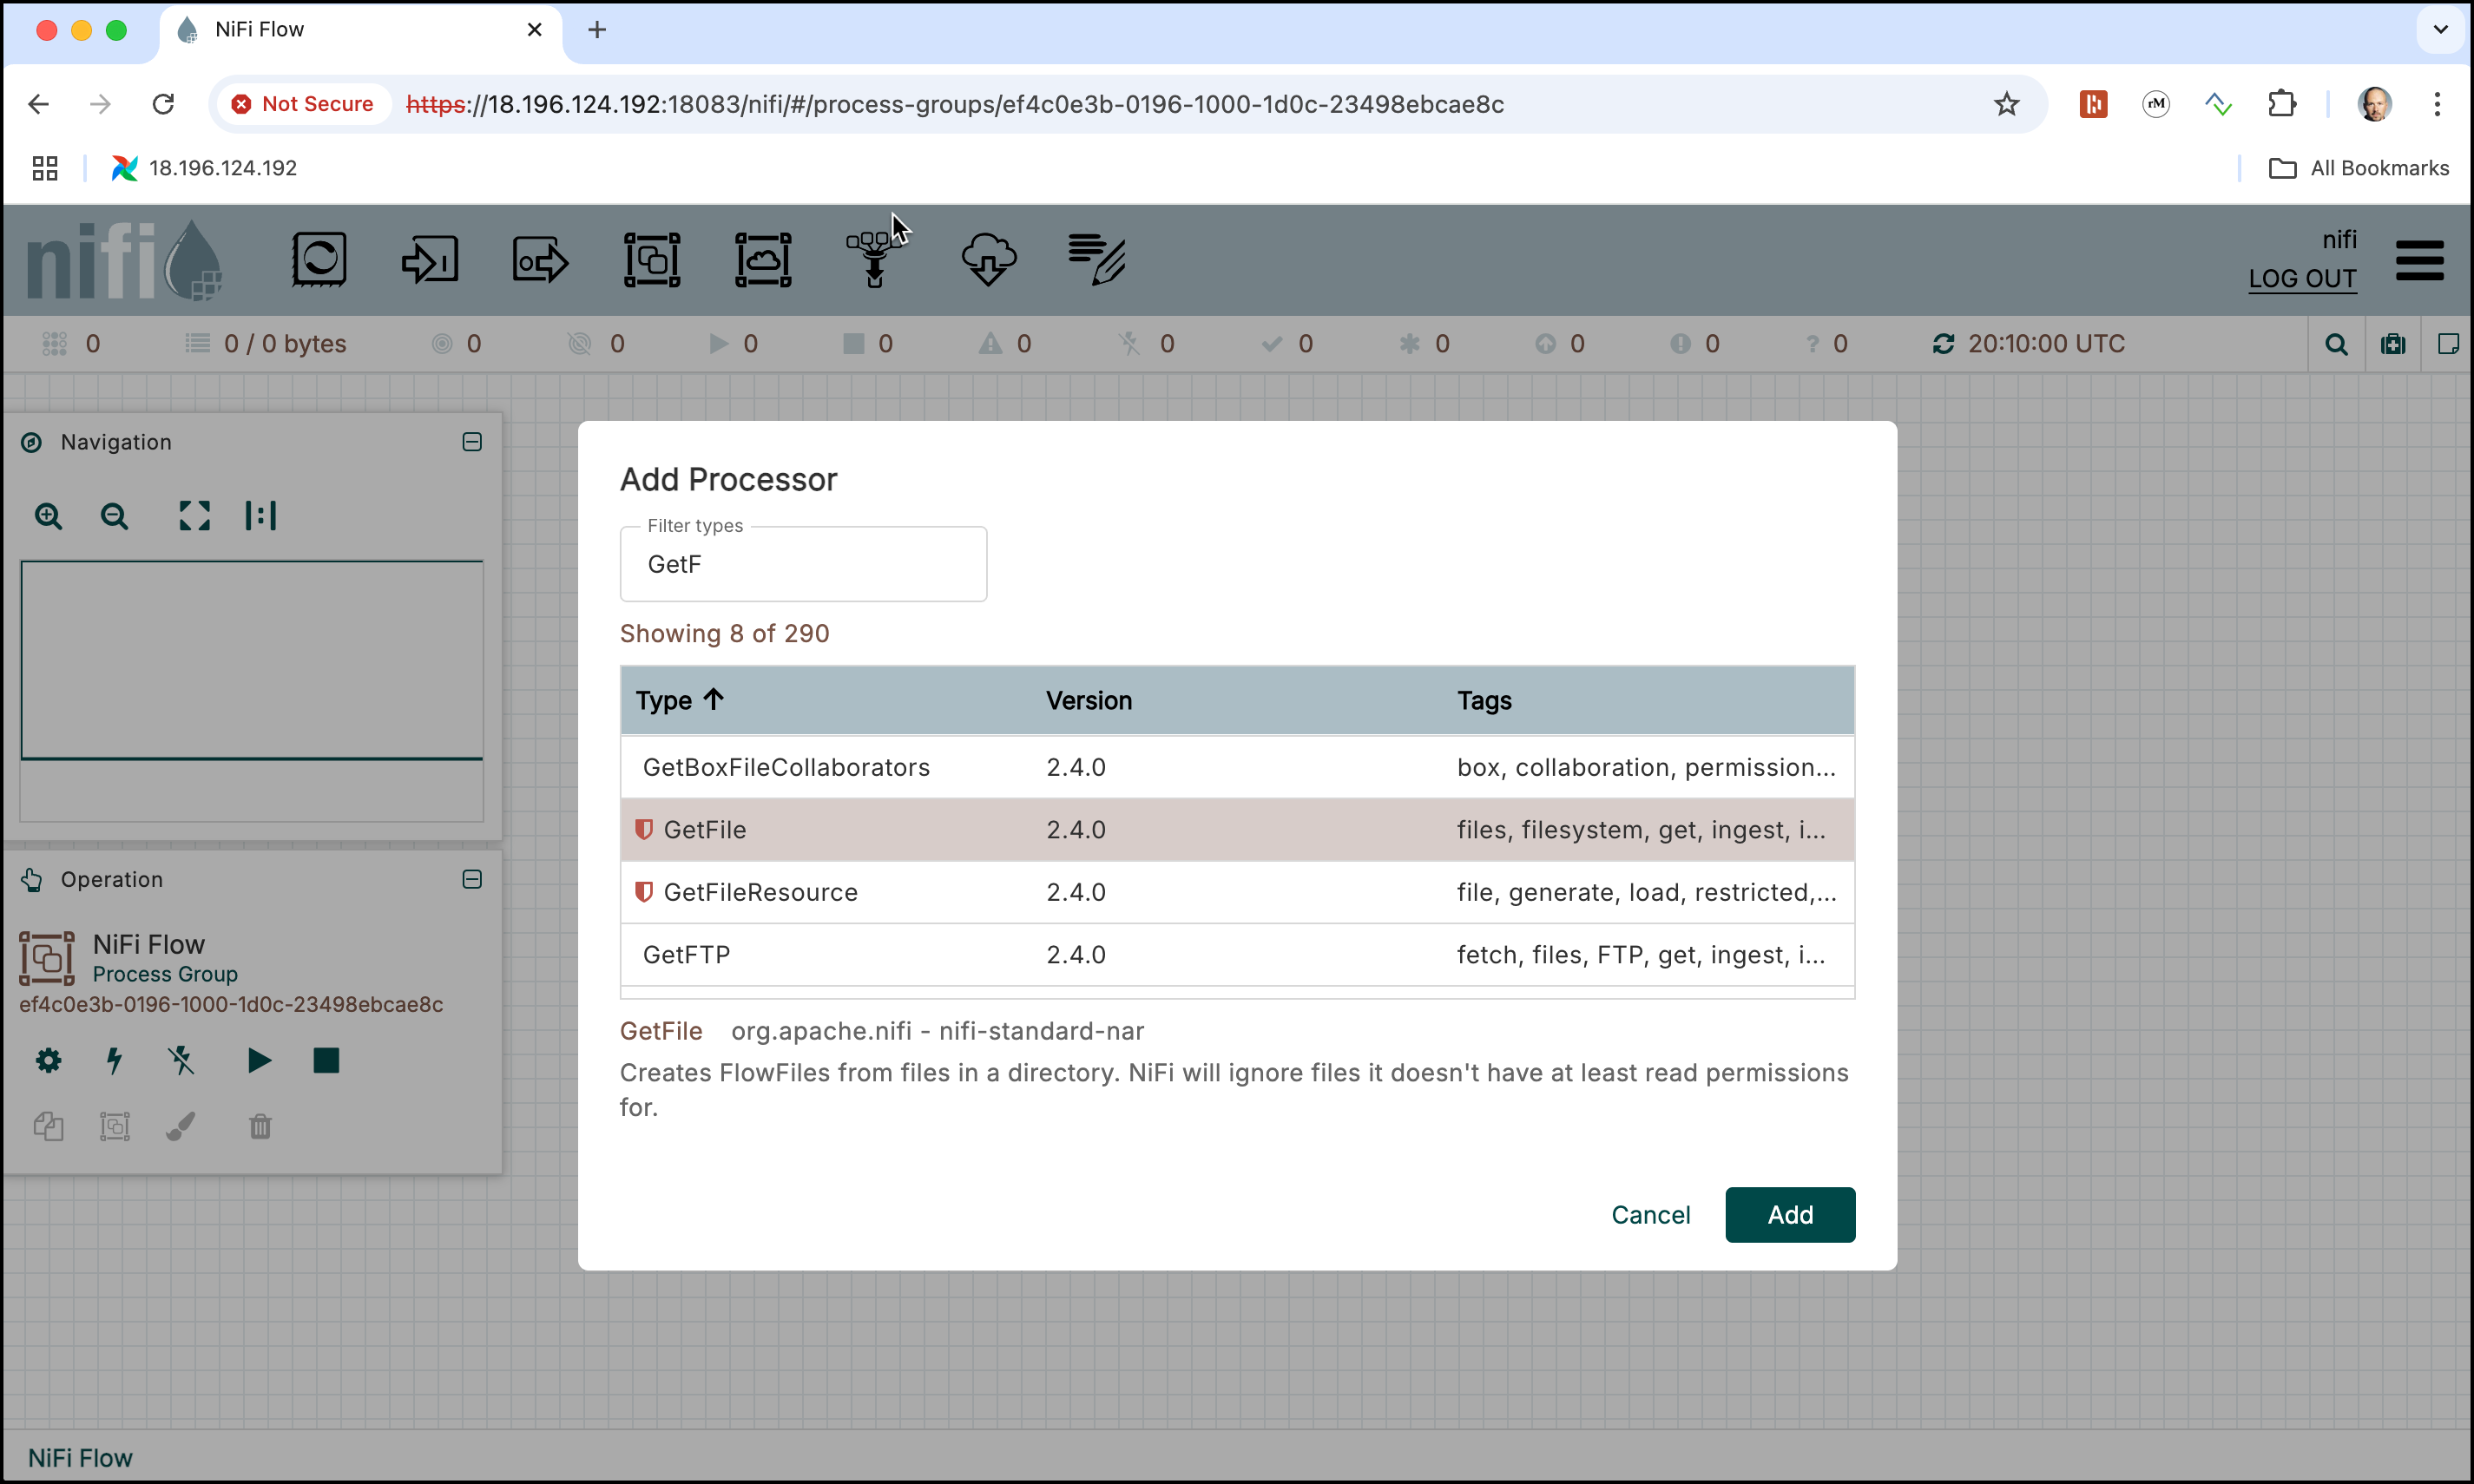 NiFi Flow
Not Secure https://18.196.124.192:18083/nifi/#/process-groups/ef4c0e3b-0196-1000-1d0c-23498ebcae8c
rM
18.196.124.192
All Bookmarks
nifi
nifi
LOG OUT
0 0 / 0 bytes 0 0 0 0 0 0 0 0 0 0 ? 0 20:10:00 UTC
Navigation
Operation
NiFi Flow
Process Group
ef4c0e3b-0196-1000-1d0c-23498ebcae8c
Add Processor
Filter types
GetF
Showing 8 of 290
Type Version Tags
GetBoxFileCollaborators 2.4.0 box, collaboration, permission...
GetFile 2.4.0 files, filesystem, get, ingest, i...
GetFileResource 2.4.0 file, generate, load, restricted,...
GetFTP 2.4.0 fetch, files, FTP, get, ingest, i...
GetFile org.apache.nifi - nifi-standard-nar
Creates FlowFiles from files in a directory. NiFi will ignore files it doesn't have at least read permissions
for.
Cancel Add
NiFi Flow